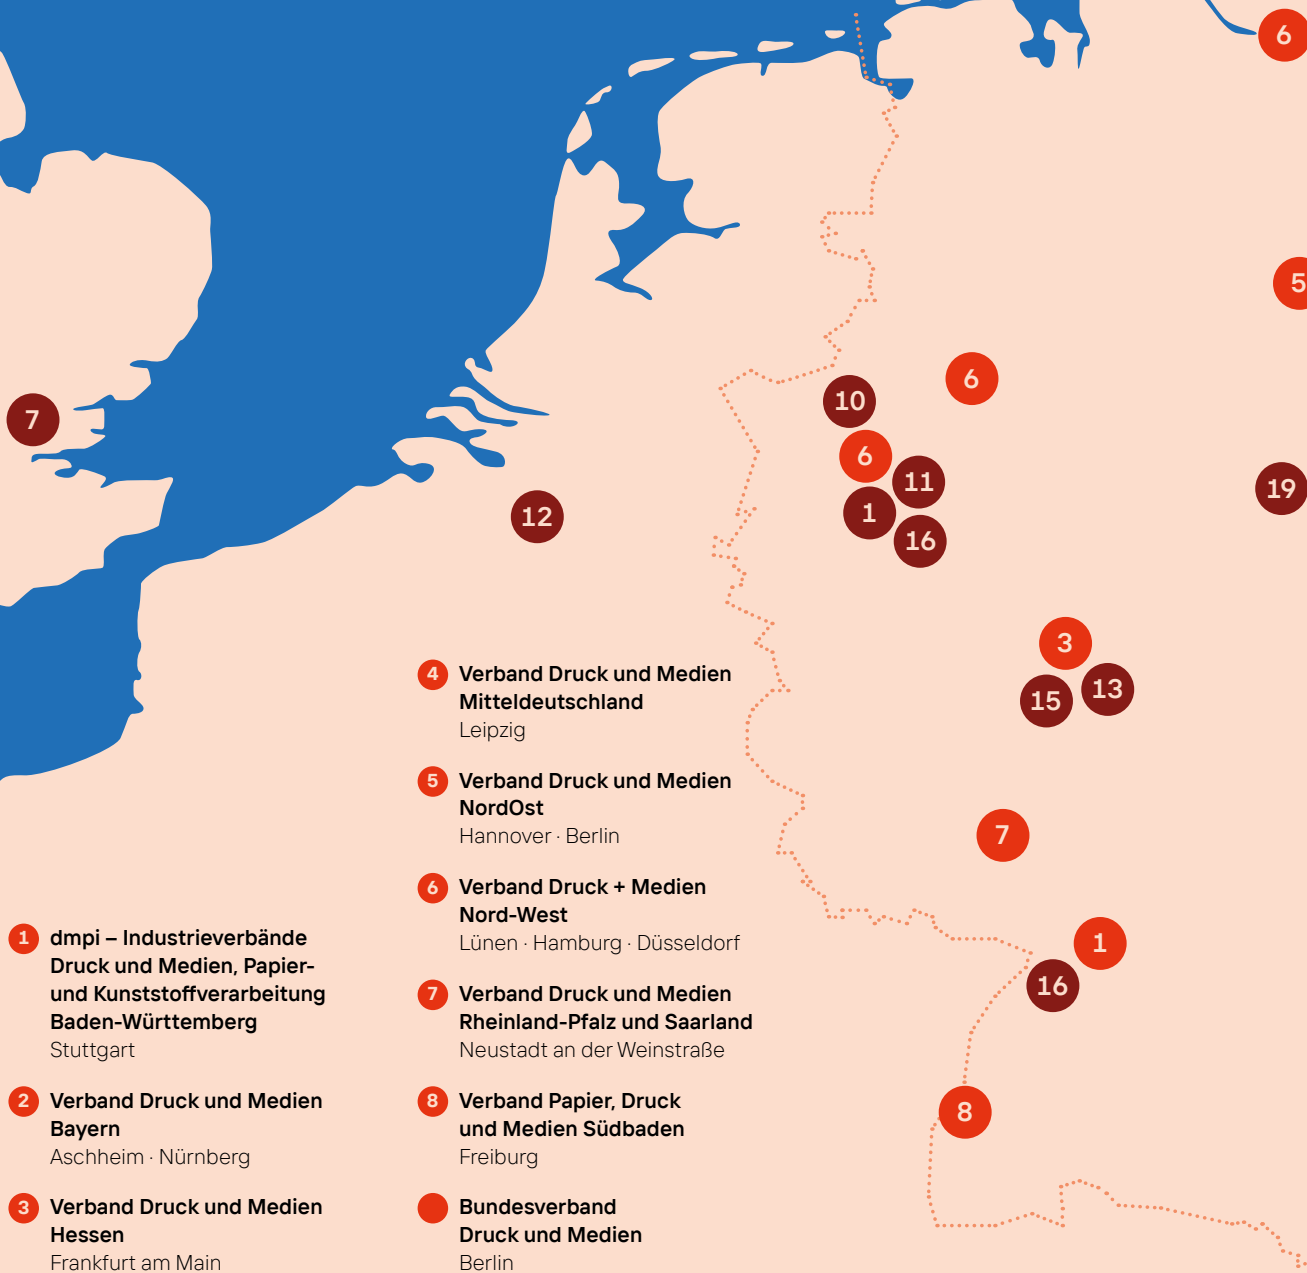 6
5
6
10
6
11
7
19
1
12
16
3
13
15
7
1
16
8
1 dmpi – Industrieverbände
Druck und Medien, Papier-
und Kunststoffverarbeitung
Baden-Württemberg
Stuttgart
2 Verband Druck und Medien
Bayern
Aschheim · Nürnberg
3 Verband Druck und Medien
Hessen
Frankfurt am Main
4 Verband Druck und Medien
Mitteldeutschland
Leipzig
5 Verband Druck und Medien
NordOst
Hannover · Berlin
6 Verband Druck + Medien
Nord-West
Lünen · Hamburg · Düsseldorf
7 Verband Druck und Medien
Rheinland-Pfalz und Saarland
Neustadt an der Weinstraße
8 Verband Papier, Druck
und Medien Südbaden
Freiburg
Bundesverband
Druck und Medien
Berlin